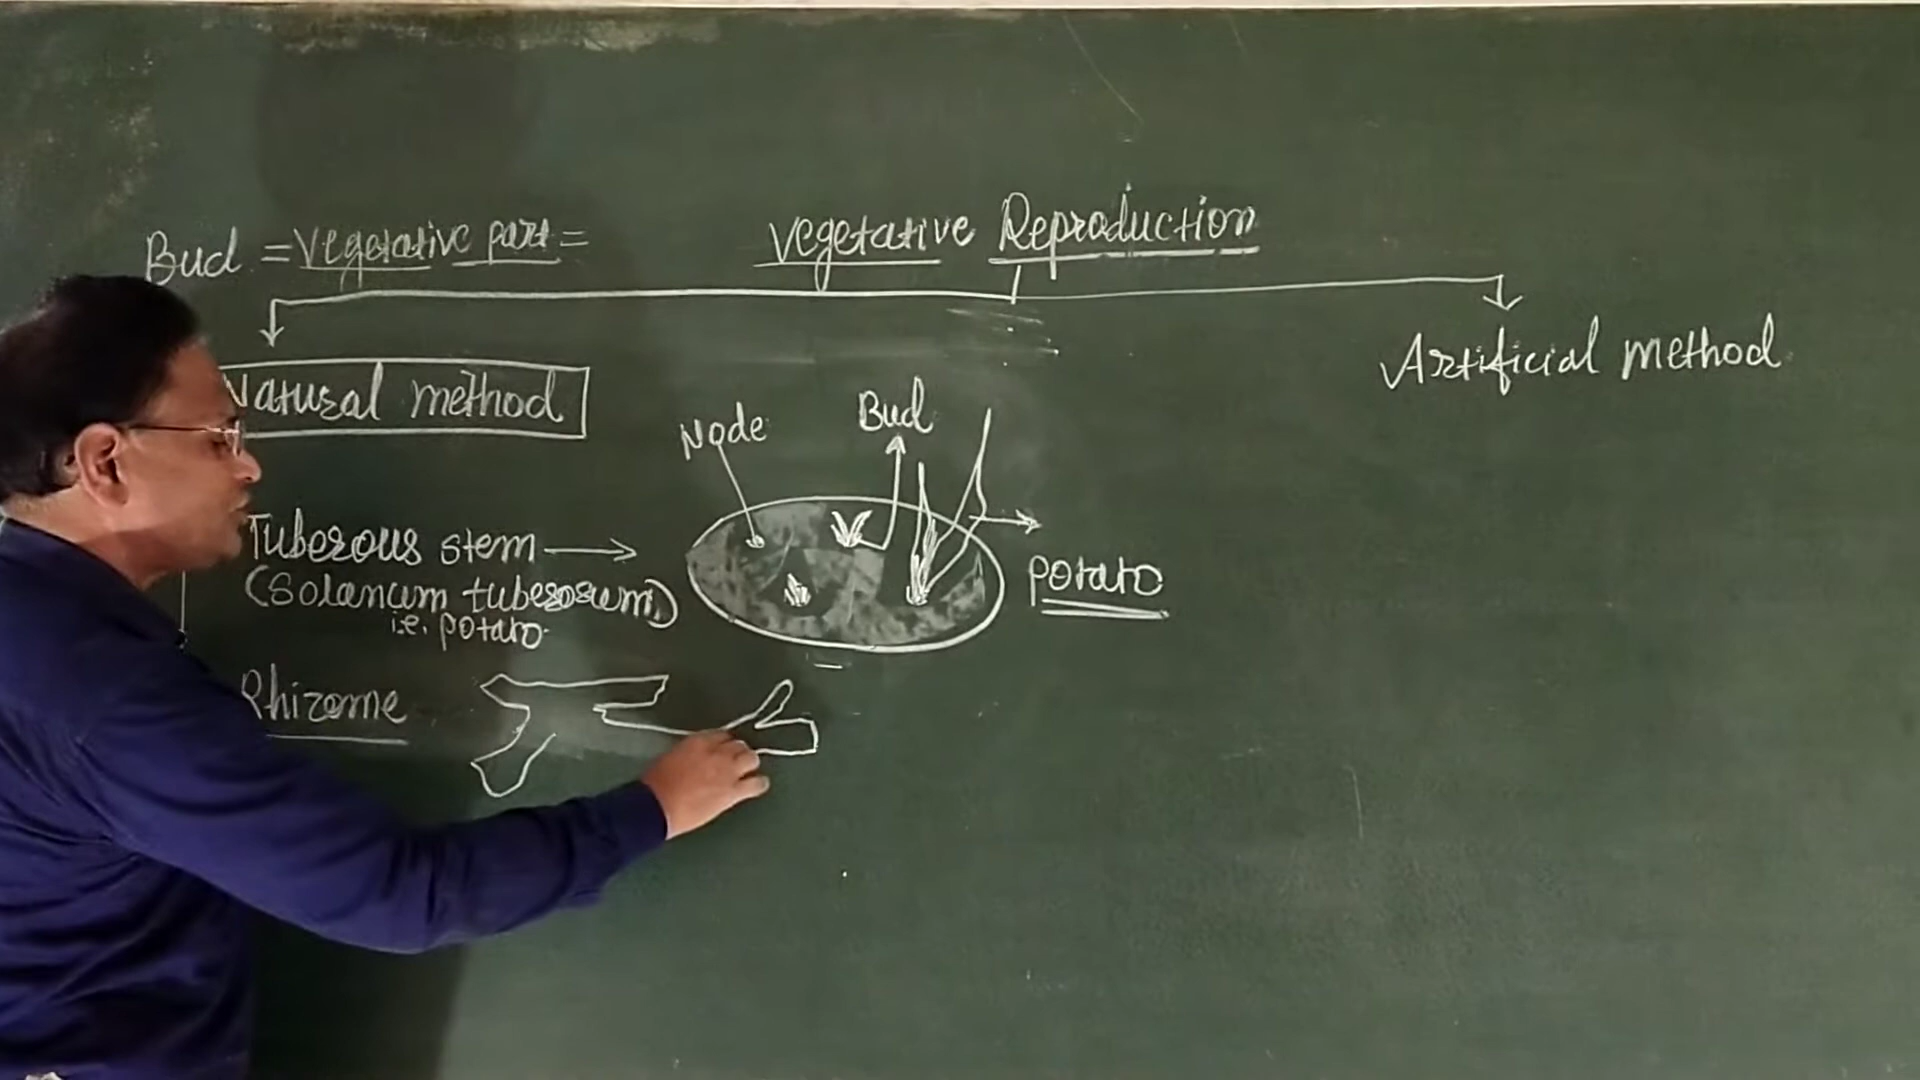 Bud = Vegetative part =
Vegetative Reproduction
Natural method
Artificial method
Node
Bud
Tuberous stem
(Solanum tuberosum)
i.e. potato
potato
Rhizome